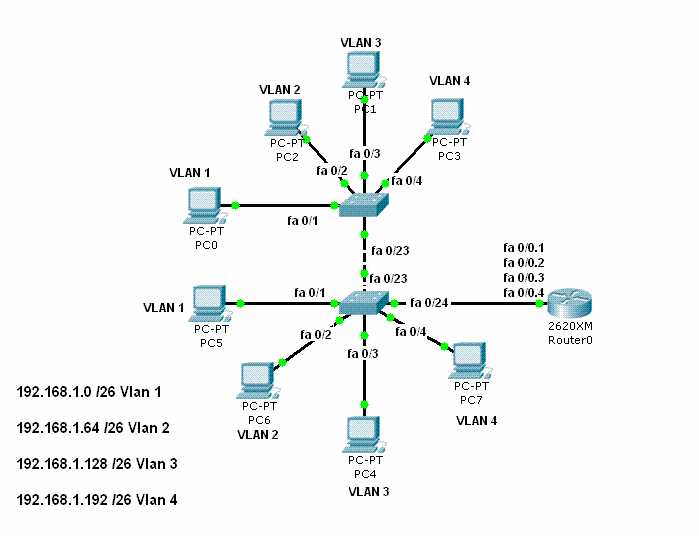 VLAN 3
PC-PT
PC1
VLAN 2
PC-PT
PC2
VLAN 4
PC-PT
PC3
fa 0/3
fa 0/2
fa 0/4
VLAN 1
PC-PT
PC0
fa 0/1
fa 0/23
fa 0/23
fa 0/0.1
fa 0/0.2
fa 0/0.3
fa 0/0.4
2620XM
Router0
VLAN 1
PC-PT
PC5
fa 0/1
fa 0/24
fa 0/2
fa 0/4
fa 0/3
PC-PT
PC6
VLAN 2
PC-PT
PC7
VLAN 4
PC-PT
PC4
VLAN 3
192.168.1.0 /26 Vlan 1
192.168.1.64 /26 Vlan 2
192.168.1.128 /26 Vlan 3
192.168.1.192 /26 Vlan 4